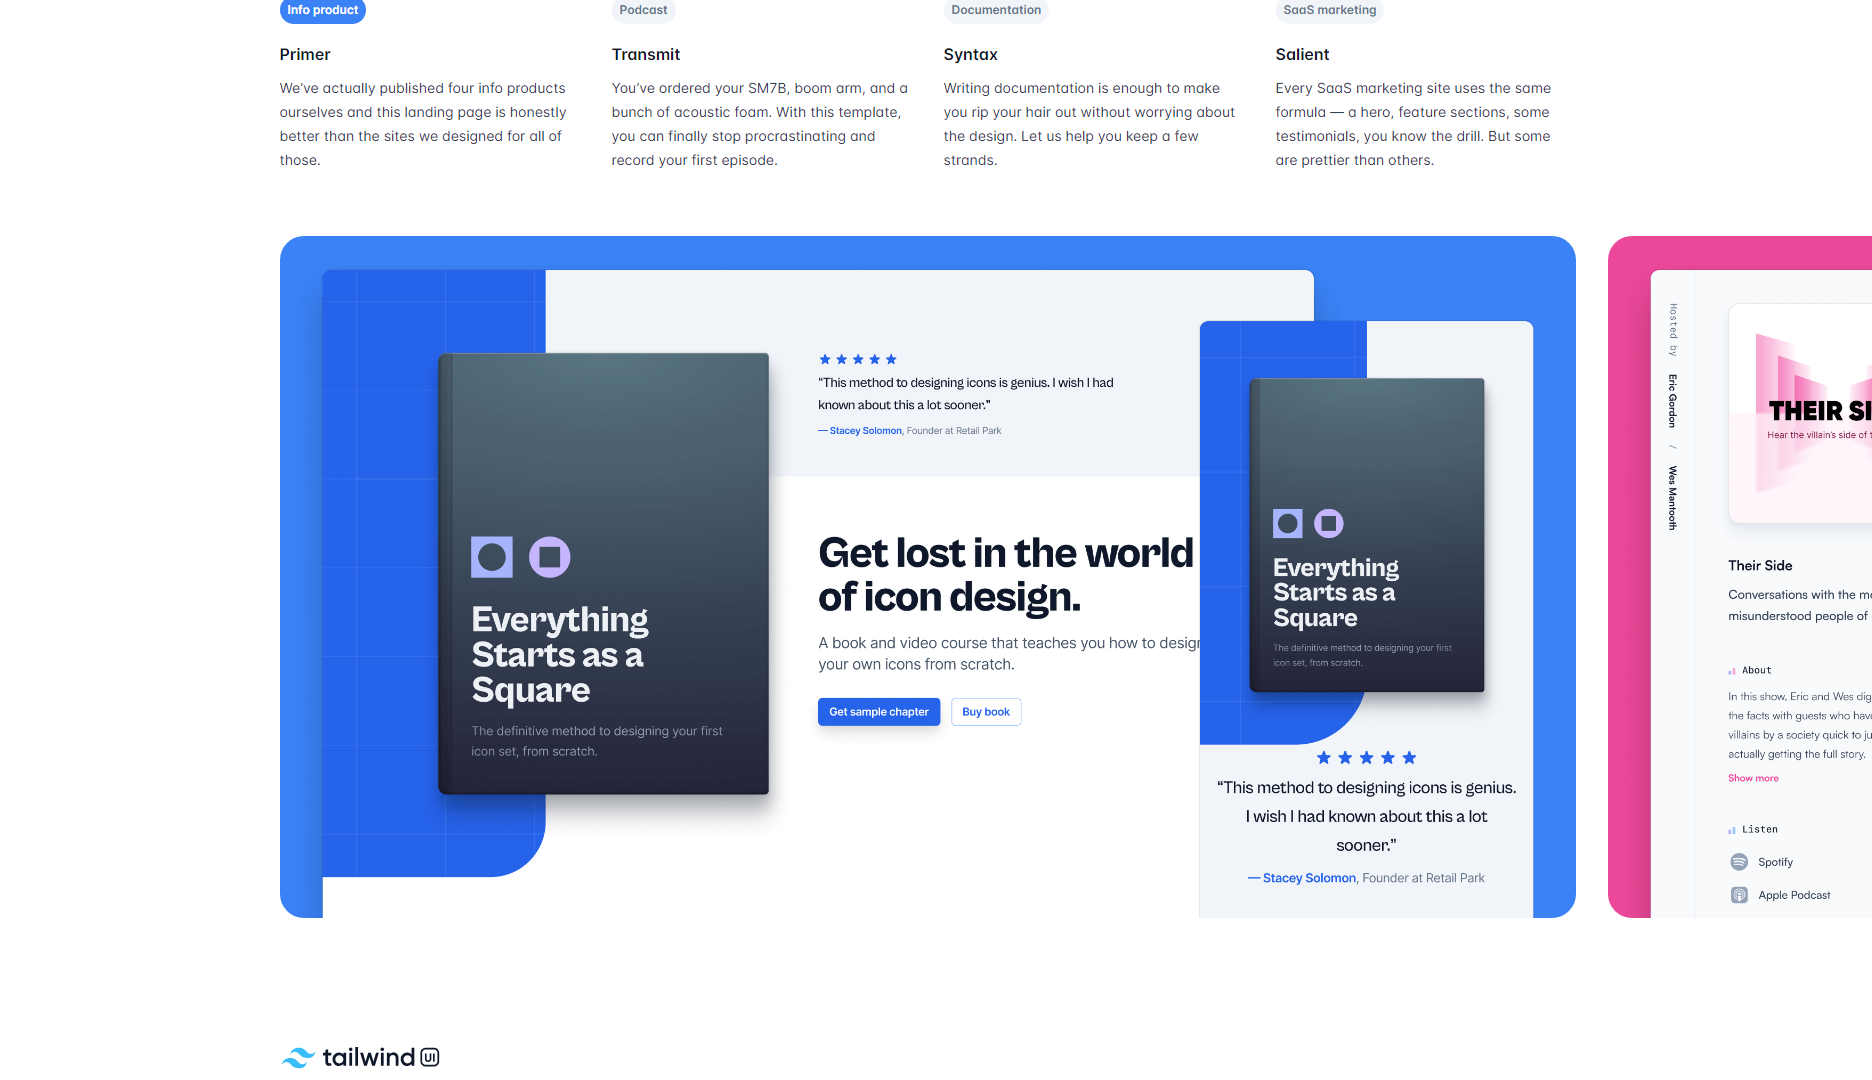 Info product
Primer
We’ve actually published four info products
ourselves and this landing page is honestly
better than the sites we designed for all of
those.
Podcast
Transmit
You’ve ordered your SM7B, boom arm, and a
bunch of acoustic foam. With this template,
you can finally stop procrastinating and
record your first episode.
Documentation
Syntax
Writing documentation is enough to make
you rip your hair out without worrying about
the design. Let us help you keep a few
strands.
SaaS marketing
Salient
Every SaaS marketing site uses the same
formula — a hero, feature sections, some
testimonials, you know the drill. But some
are prettier than others.
Everything
Starts as a
Square
The definitive method to designing your first
icon set, from scratch.
“This method to designing icons is genius. I wish I had
known about this a lot sooner.”
— Stacey Solomon, Founder at Retail Park
Get lost in the world
of icon design.
A book and video course that teaches you how to design
your own icons from scratch.
Get sample chapter
Buy book
Everything
Starts as a
Square
The definitive method to designing your first
icon set, from scratch.
“This method to designing icons is genius.
I wish I had known about this a lot
sooner.”
— Stacey Solomon, Founder at Retail Park
Hosted by Eric Gordon / Wes Mantooth
THEIR SI
Hear the villain’s side of
Their Side
Conversations with the
misunderstood people of
About
In this show, Eric and Wes dig
the facts with guests who have
villains by a society quick to
actually getting the full story.
Show more
Listen
Spotify
Apple Podcast
tailwind UI